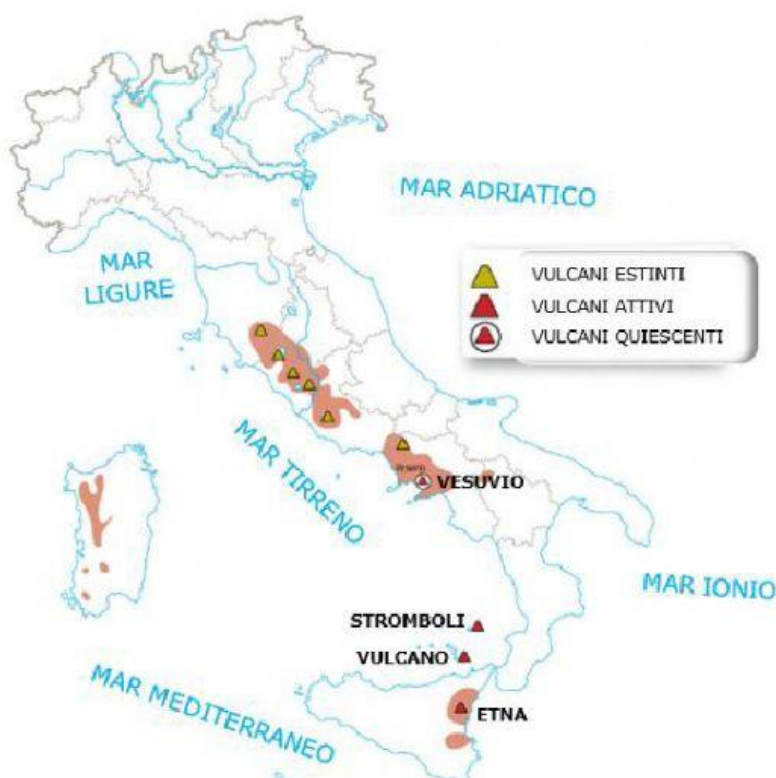 MAR ADRIATICO
MAR
LIGURE
VULCANI ESTINTI
VULCANI ATTIVI
VULCANI QUIESCENTI
MAR TIRRENO
VESUVIO
MAR IONIO
STROMBOLI
VULCANO
MAR MEDITERRANEO
ETNA